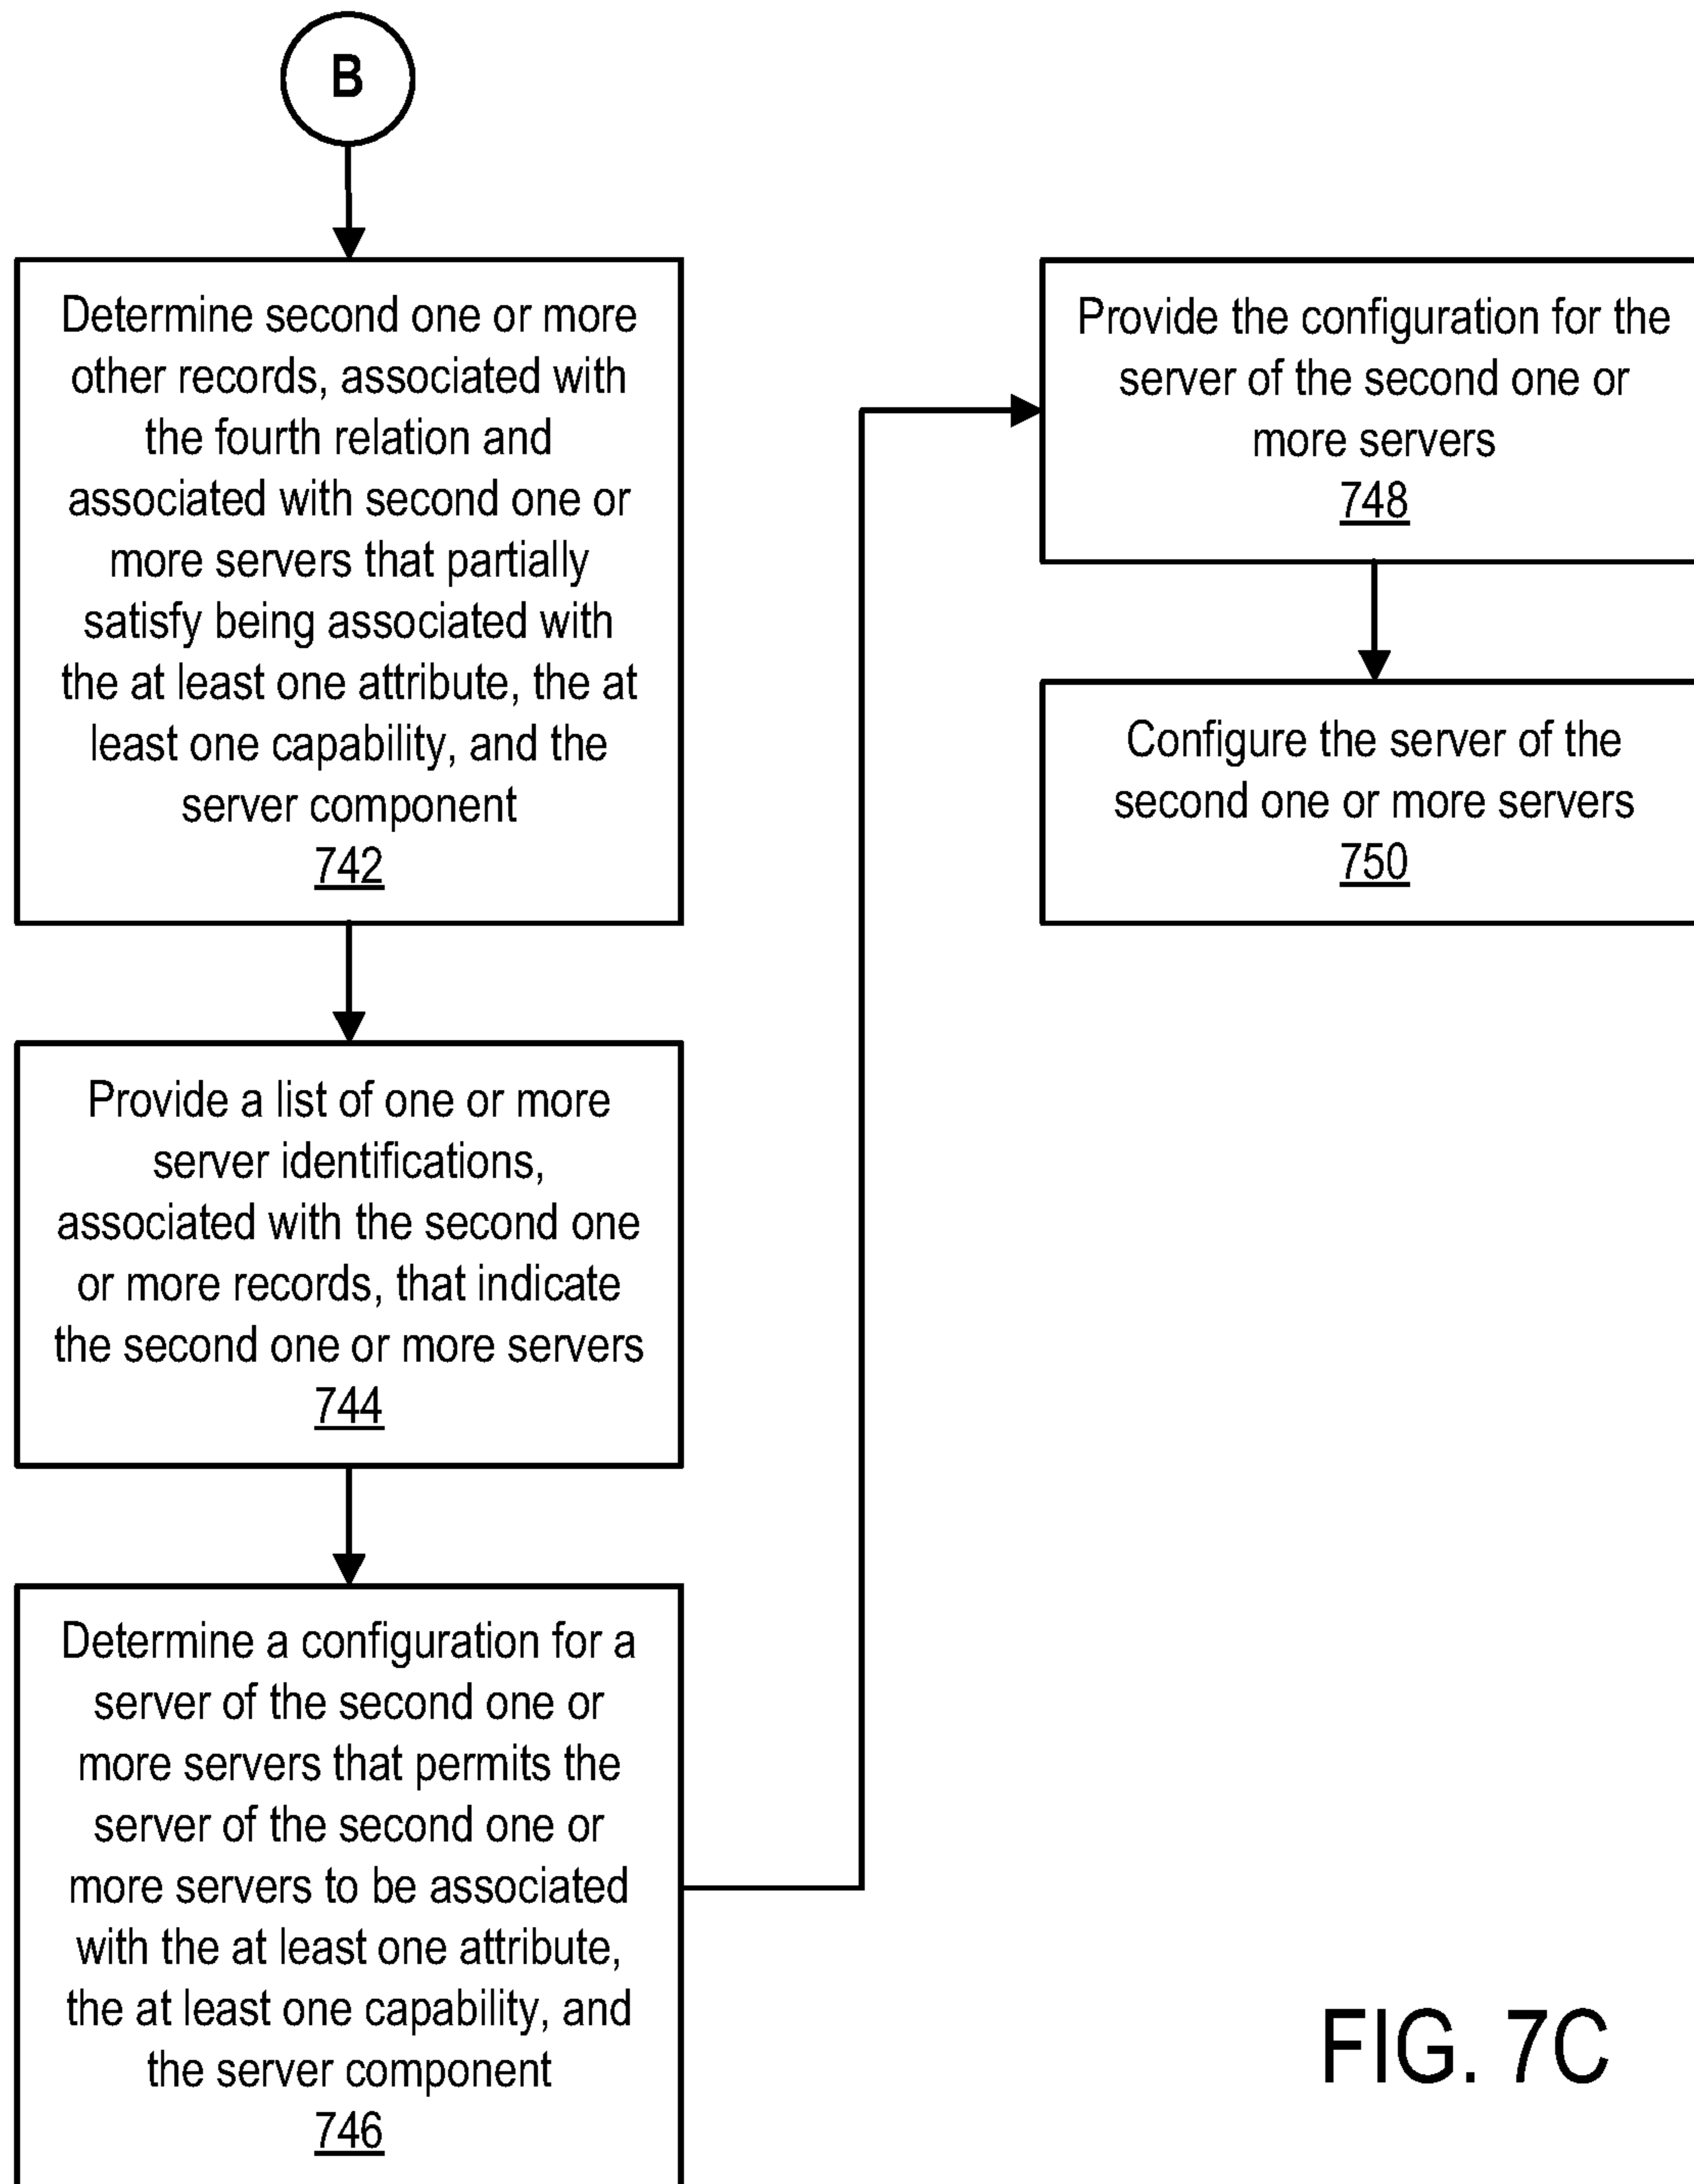 B
Determine second one or more
other records, associated with
the fourth relation and
associated with second one or
more servers that partially
satisfy being associated with
the at least one attribute, the at
least one capability, and the
server component
742
Provide a list of one or more
server identifications,
associated with the second one
or more records, that indicate
the second one or more servers
744
Determine a configuration for a
server of the second one or
more servers that permits the
server of the second one or
more servers to be associated
with the at least one attribute,
the at least one capability, and
the server component
746
Provide the configuration for the
server of the second one or
more servers
748
Configure the server of the
second one or more servers
750
FIG. 7C